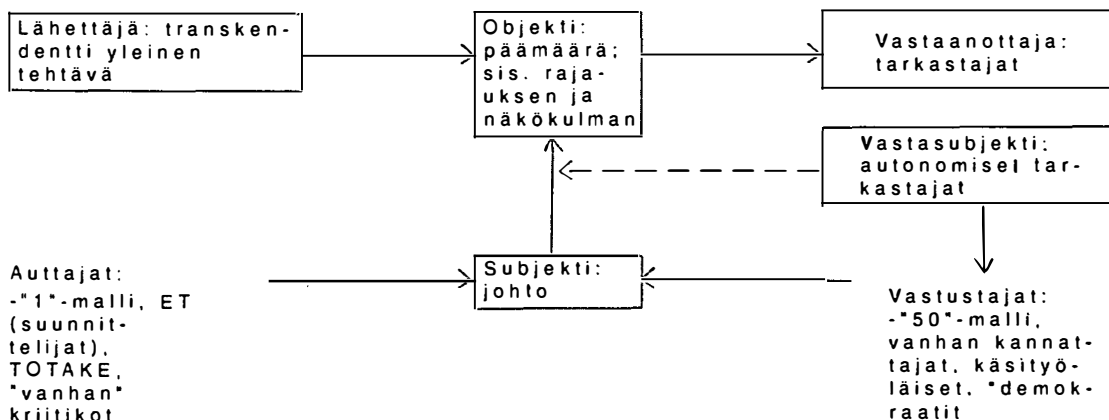 Lähettäjä: transken-
dentti yleinen
tehtävä
Objekti:
päämäärä;
sis. raja-
uksen ja
näkökulman
Vastaanottaja:
tarkastajat
Vastasubjekti:
autonomiset tar-
kastajat
Auttajat:
-"1"-malli, ET
(suunnit-
telijat),
TOTAKE,
"vanhan"
kriitikot
Subjekti:
johto
Vastustajat:
-"50"-malli,
vanhan kannat-
tajat, käsityö-
läiset, "demok-
raatit